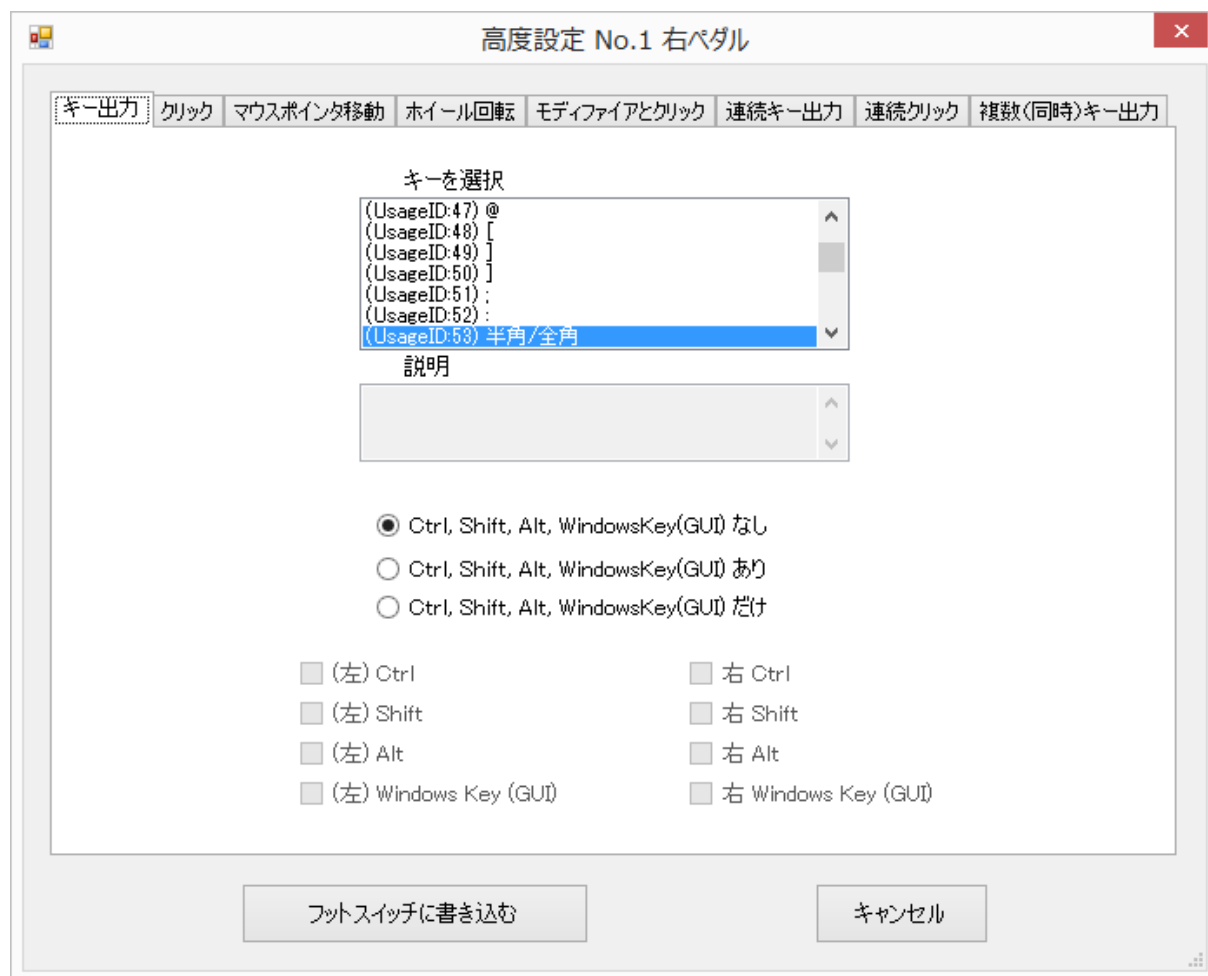 高度設定 No.1 右ペダル
キー出力 クリック マウスポインタ移動 ホイール回転 モディファイアとクリック 連続キー出力 連続クリック 複数(同時)キー出力
キーを選択
(UsageID:47) @
(UsageID:48) [
(UsageID:49) ]
(UsageID:50) ]
(UsageID:51) ;
(UsageID:52) :
(UsageID:53) 半角/全角
説明
Ctrl, Shift, Alt, WindowsKey(GUI) なし
Ctrl, Shift, Alt, WindowsKey(GUI) あり
Ctrl, Shift, Alt, WindowsKey(GUI) だけ
(左) Ctrl 右 Ctrl
(左) Shift 右 Shift
(左) Alt 右 Alt
(左) Windows Key (GUI) 右 Windows Key (GUI)
フットスイッチに書き込む キャンセル